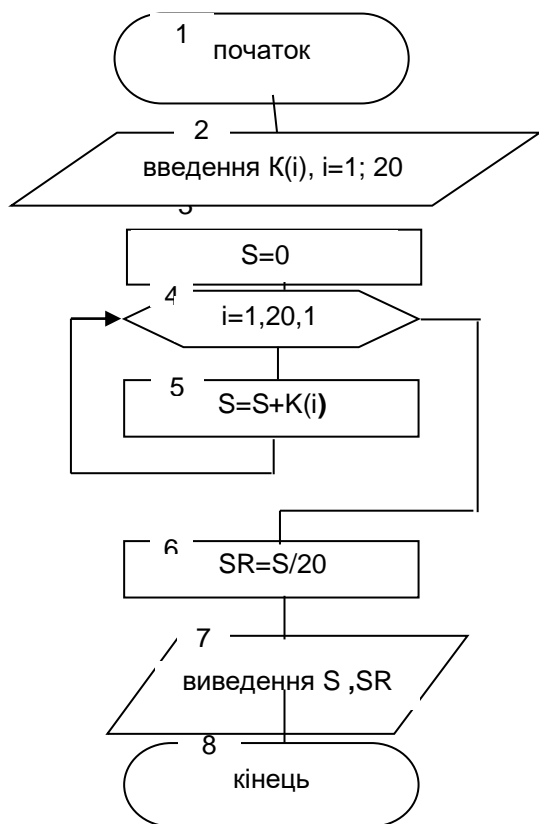 1
початок
2
введення К(і), і=1; 20
3
S=0
4
i=1,20,1
5
S=S+K(i)
6
SR=S/20
7
виведення S ,SR
8
кінець